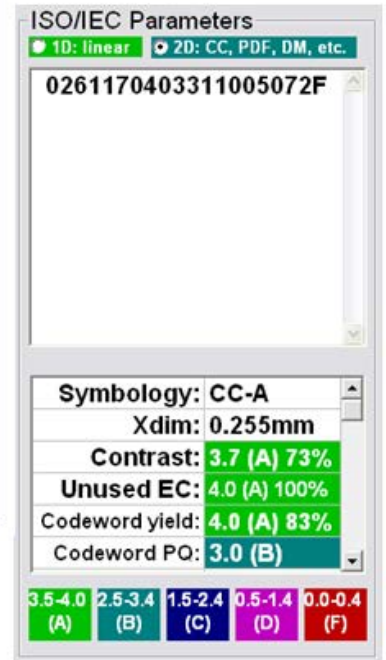 ISO/IEC Parameters
1D: linear 2D: CC, PDF, DM, etc.
0261170403311005072F
Symbology: CC-A
Xdim: 0.255mm
Contrast: 3.7 (A) 73%
Unused EC: 4.0 (A) 100%
Codeword yield: 4.0 (A) 83%
Codeword PQ: 3.0 (B)
3.5-4.0 2.5-3.4 1.5-2.4 0.5-1.4 0.0-0.4
(A) (B) (C) (D) (F)